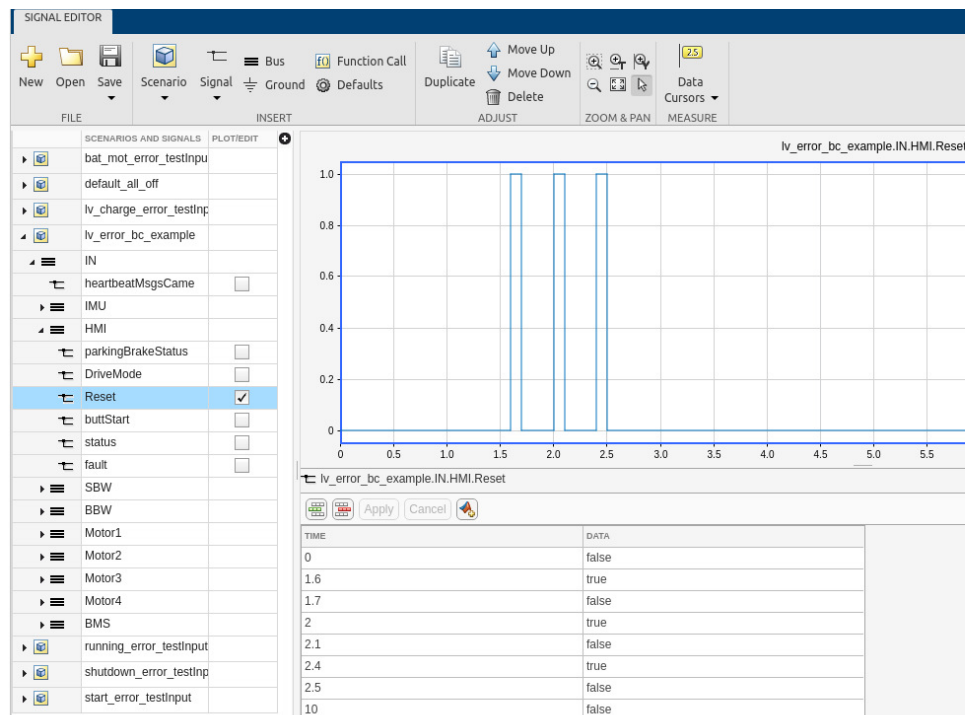 SIGNAL EDITOR
New Open Save Scenario Signal Bus Ground f() Function Call Defaults Duplicate Move Up Move Down Delete 2.5 Data Cursors
FILE INSERT ADJUST ZOOM & PAN MEASURE
SCENARIOS AND SIGNALS PLOT/EDIT
bat_mot_error_testInpu
default_all_off
lv_charge_error_testInp
lv_error_bc_example
IN
heartbeatMsgsCame
IMU
HMI
parkingBrakeStatus
DriveMode
Reset
buttStart
status
fault
SBW
BBW
Motor1
Motor2
Motor3
Motor4
BMS
running_error_testInput
shutdown_error_testInp
start_error_testInput
lv_error_bc_example.IN.HMI.Reset
1.0
0.8
0.6
0.4
0.2
0
0 0.5 1.0 1.5 2.0 2.5 3.0 3.5 4.0 4.5 5.0 5.5
lv_error_bc_example.IN.HMI.Reset
Apply Cancel
TIME DATA
0 false
1.6 true
1.7 false
2 true
2.1 false
2.4 true
2.5 false
10 false